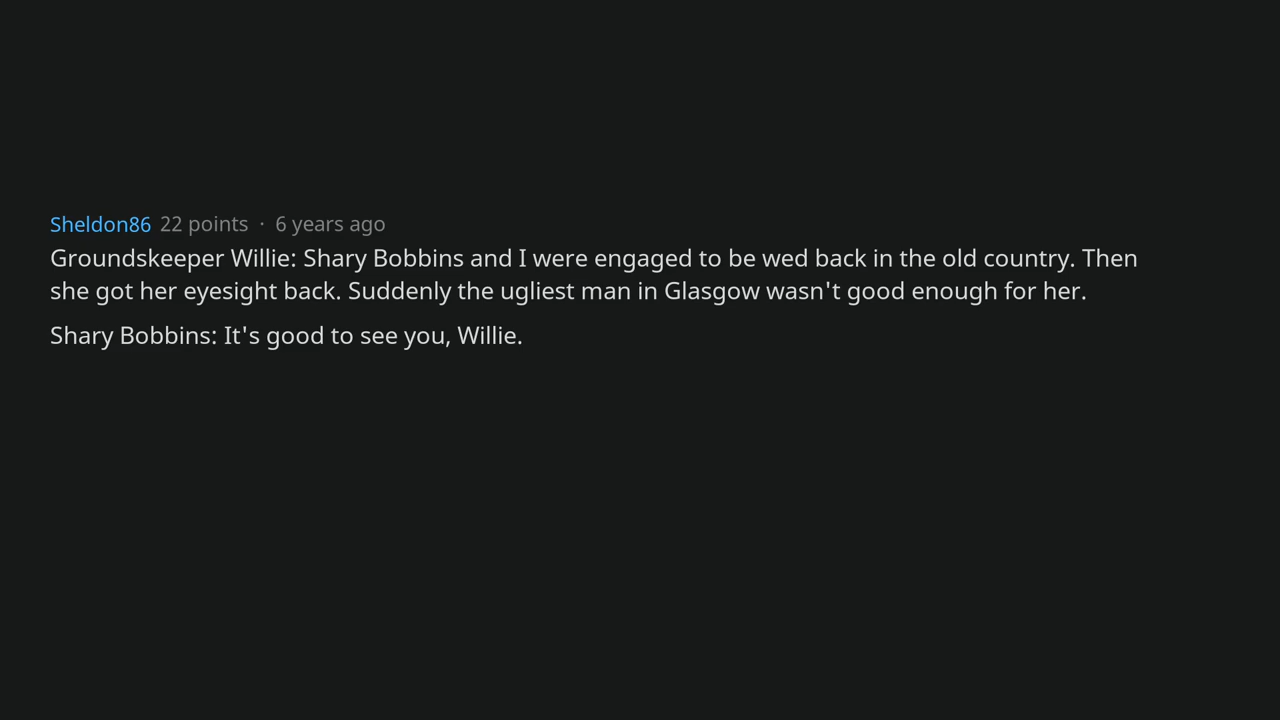 Sheldon86 22 points · 6 years ago
Groundskeeper Willie: Shary Bobbins and I were engaged to be wed back in the old country. Then
she got her eyesight back. Suddenly the ugliest man in Glasgow wasn't good enough for her.
Shary Bobbins: It's good to see you, Willie.